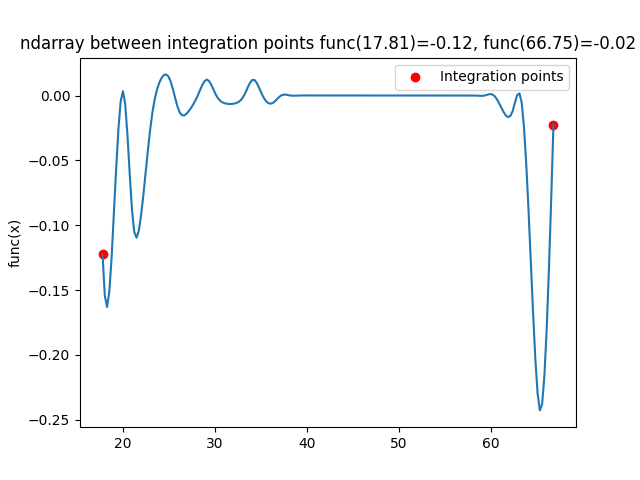 ndarray between integration points func(17.81)=-0.12, func(66.75)=-0.02
Integration points
func(x)
0.00
−0.05
−0.10
−0.15
−0.20
−0.25
20 30 40 50 60